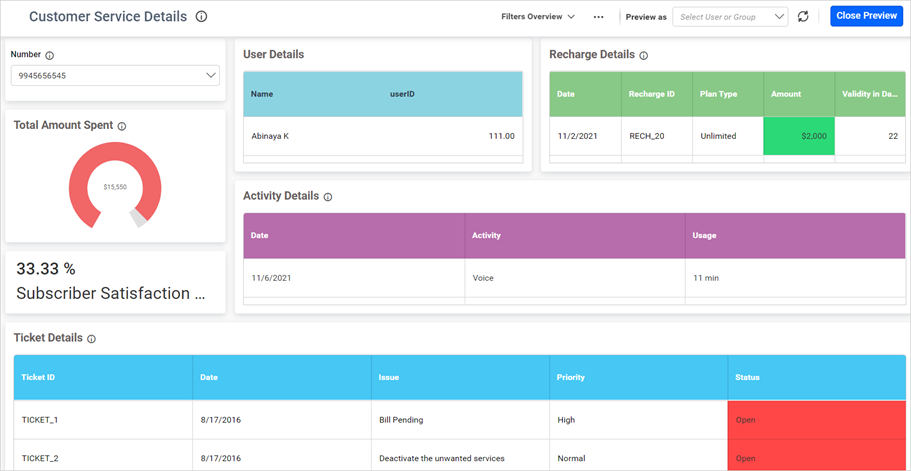 Customer Service Details
Filters Overview
Preview as
Select User or Group
Close Preview
Number
9945656545
Total Amount Spent
$15,550
33.33 %
Subscriber Satisfaction ...
User Details
Name userID
Abinaya K 111.00
Recharge Details
Date Recharge ID Plan Type Amount Validity in Da...
11/2/2021 RECH_20 Unlimited $2,000 22
Activity Details
Date Activity Usage
11/6/2021 Voice 11 min
Ticket Details
Ticket ID Date Issue Priority Status
TICKET_1 8/17/2016 Bill Pending High Open
TICKET_2 8/17/2016 Deactivate the unwanted services Normal Open